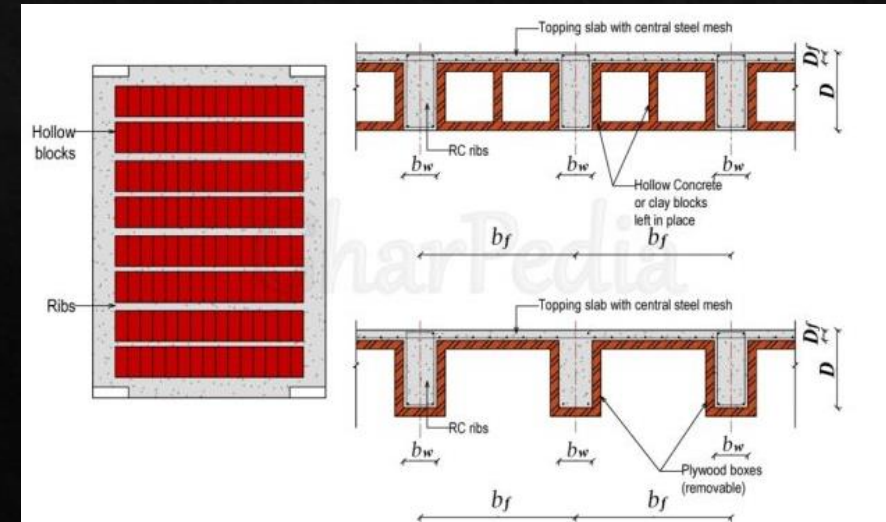 Hollow
blocks
Ribs
Topping slab with central steel mesh
Df
D
RC ribs
bw
bw
bw
Hollow Concrete
or clay blocks
left in place
bf
bf
GharPedia
Topping slab with central steel mesh
Df
D
RC ribs
bw
bw
bw
Plywood boxes
(removable)
bf
bf